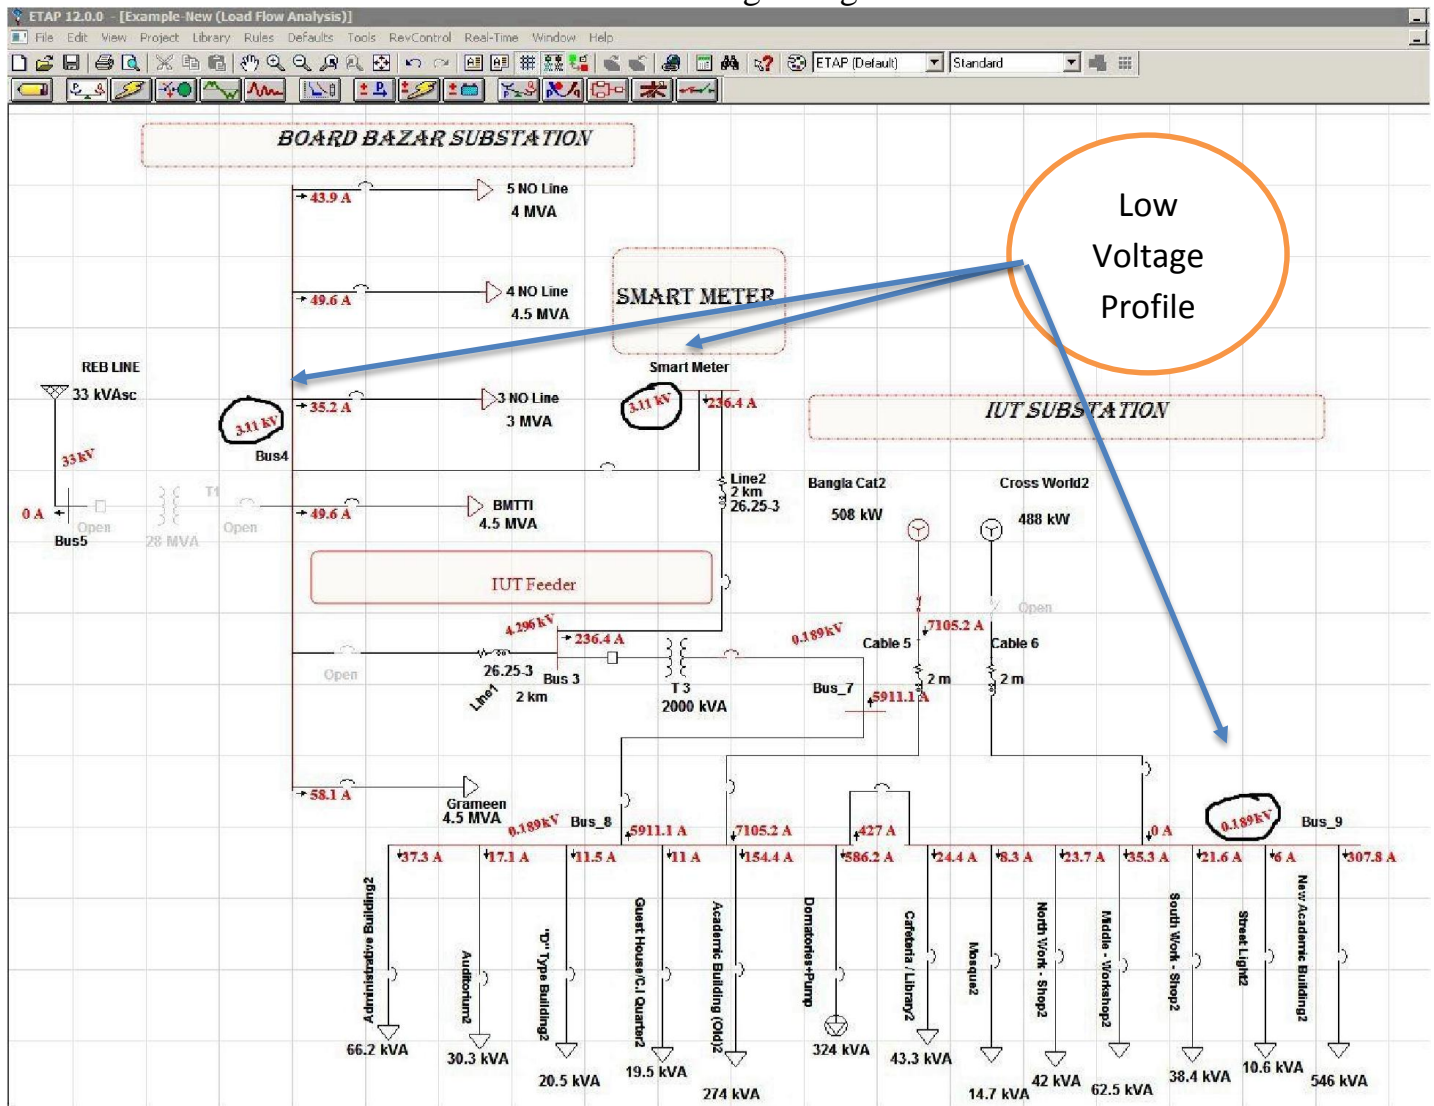 ETAP 12.0.0 - [Example-New (Load Flow Analysis)]
File Edit View Project Library Rules Defaults Tools RevControl Real-Time Window Help
ETAP (Default) Standard
BOARD BAZAR SUBSTATION
43.9 A
5 NO Line
4 MVA
Low
Voltage
Profile
49.6 A
4 NO Line
4.5 MVA
SMART METER
REB LINE
33 kVAsc
Smart Meter
3.11 kV
236.4 A
35.2 A
3 NO Line
3 MVA
3.11 kV
Bus4
IUT SUBSTATION
33 kV
0 A
Open
Bus5
T1
28 MVA
Open
49.6 A
BMTTI
4.5 MVA
Line2
2 km
26.25-3
Bangla Cat2
508 kW
Cross World2
488 kW
IUT Feeder
Open
7105.2 A
Cable 5
2 m
Cable 6
2 m
4.296 kV
236.4 A
0.189 kV
Open
26.25-3
Line1
2 km
Bus 3
T 3
2000 kVA
Bus_7
5911.1 A
58.1 A
Grameen
4.5 MVA
0.189 kV
Bus_8
5911.1 A
7105.2 A
427 A
0 A
0.189 kV
Bus_9
37.3 A
17.1 A
11.5 A
11 A
154.4 A
586.2 A
24.4 A
8.3 A
23.7 A
35.3 A
21.6 A
6 A
307.8 A
Administrative Building2
Auditorium2
"D" Type Building2
Guest House/C.I Quarter2
Academic Building (Old)2
Dormatories+Pump
Cafeteria / Library2
Mosque2
North Work - Shop2
Middle - Workshop2
South Work - Shop2
Street Light2
New Academic Building2
66.2 kVA
30.3 kVA
20.5 kVA
19.5 kVA
274 kVA
324 kVA
43.3 kVA
14.7 kVA
42 kVA
62.5 kVA
38.4 kVA
10.6 kVA
546 kVA